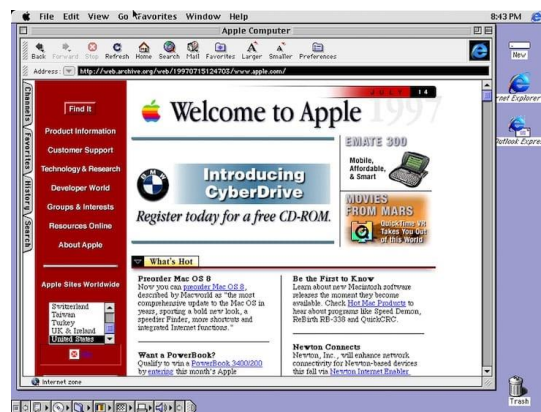 File Edit View Go Favorites Window Help
8:43 PM
Apple Computer
Back Forward Stop Refresh Home Search Mail Favorites Larger Smaller Preferences
Address: http://web.archive.org/web/19970715124703/www.apple.com/
Channels
Favorites
History
Search
Find It
Product Information
Customer Support
Technology & Research
Developer World
Groups & Interests
Resources Online
About Apple
Apple Sites Worldwide
Switzerland
Taiwan
Turkey
UK & Ireland
United States
JULY 14
1997
Welcome to Apple
BMW
Introducing
CyberDrive
Register today for a free CD-ROM.
EMATE 300
Mobile,
Affordable,
& Smart
MOVIES
FROM MARS
QuickTime VR
Takes You Out
of this World
What's Hot
Preorder Mac OS 8
Now you can preorder Mac OS 8,
described by Macworld as "the most
comprehensive update to the Mac OS in
years, sporting a bold new look, a
speedier Finder, more shortcuts and
integrated Internet functions."
Want a PowerBook?
Qualify to win a PowerBook 3400/200
by entering this month's Apple
Be the First to Know
Learn about new Macintosh software
releases the moment they become
available. Check Hot Mac Products to
hear about programs like Speed Demon,
ReBirth RB-338 and QuickCRC.
Newton Connects
Newton, Inc., will enhance network
connectivity for Newton-based devices
this fall via Newton Internet Enabler
Internet zone
New
rnet Explorer
Outlook Expre
Trash